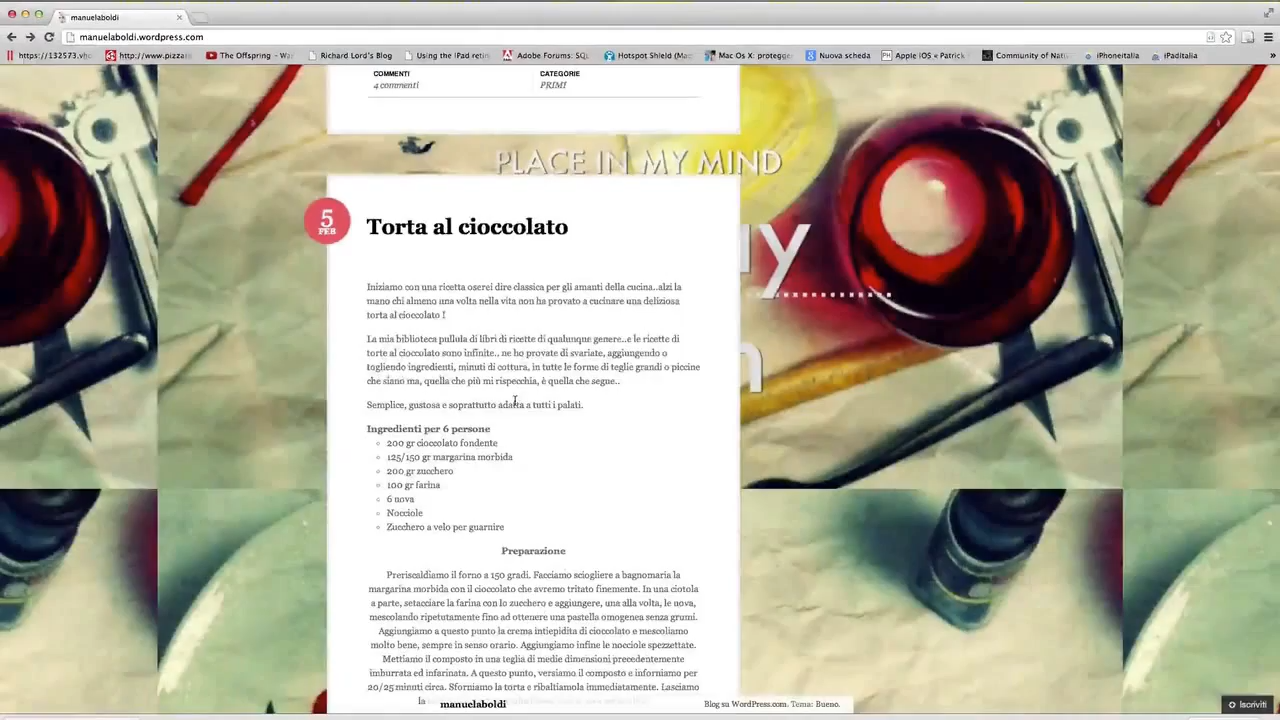 manuelaboldi
manuelaboldi.wordpress.com
https://132573.vh
http://www.pizzar
The Offspring - Wa
Richard Lord's Blog
Using the iPad retin
Adobe Forums: SQL
Hotspot Shield (Mac
Mac Os X: protegger
Nuova scheda
Apple iOS « Patrick
Community of Nati
iPhoneitalia
iPaditalia
COMMENTI
CATEGORIE
4 commenti
PRIMI
PLACE IN MY MIND
5
FEB
Torta al cioccolato
Iniziamo con una ricetta oserei dire classica per gli amanti della cucina..alzi la
mano chi almeno una volta nella vita non ha provato a cucinare una deliziosa
torta al cioccolato !
La mia biblioteca pullula di libri di ricette di qualunque genere..e le ricette di
torte al cioccolato sono infinite.. ne ho provate di svariate, aggiungendo o
togliendo ingredienti, minuti di cottura, in tutte le forme di teglie grandi o piccine
che siano ma, quella che più mi rispecchia, è quella che segue..
Semplice, gustosa e soprattutto adatta a tutti i palati.
Ingredienti per 6 persone
200 gr cioccolato fondente
125/150 gr margarina morbida
200 gr zucchero
100 gr farina
6 uova
Nocciole
Zucchero a velo per guarnire
Preparazione
Preriscaldiamo il forno a 150 gradi. Facciamo sciogliere a bagnomaria la
margarina morbida con il cioccolato che avremo tritato finemente. In una ciotola
a parte, setacciare la farina con lo zucchero e aggiungere, una alla volta, le uova,
mescolando ripetutamente fino ad ottenere una pastella omogenea senza grumi.
Aggiungiamo a questo punto la crema intiepidita di cioccolato e mescoliamo
molto bene, sempre in senso orario. Aggiungiamo infine le nocciole spezzettate.
Mettiamo il composto in una teglia di medie dimensioni precedentemente
imburrata ed infarinata. A questo punto, versiamo il composto e inforniamo per
20/25 minuti circa. Sforniamo la torta e ribaltiamola immediatamente. Lasciamo
la
manuelaboldi
Blog su WordPress.com. Tema: Bueno.
Iscriviti